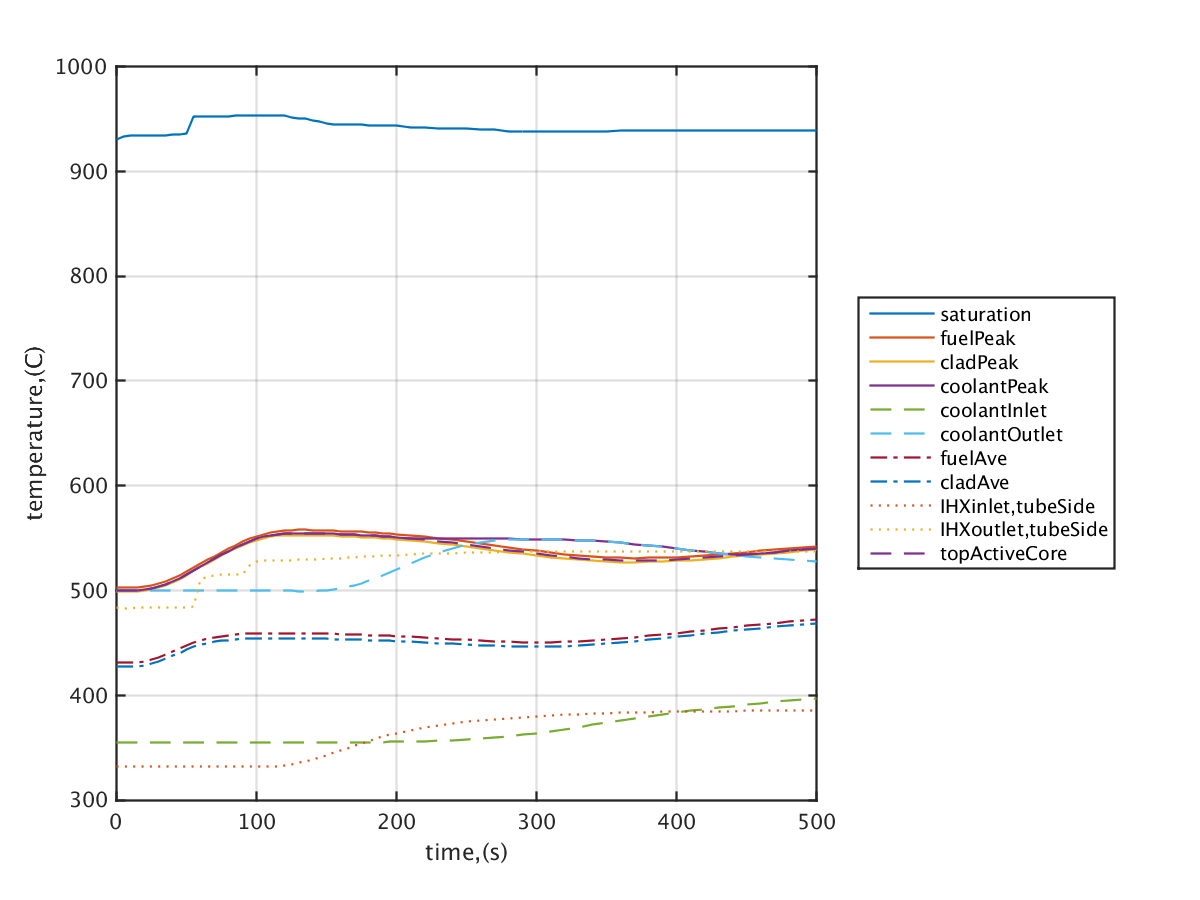 1000
900
800
700
600
500
400
300
temperature,(C)
0 100 200 300 400 500
time,(s)
saturation
fuelPeak
cladPeak
coolantPeak
coolantInlet
coolantOutlet
fuelAve
cladAve
IHXinlet,tubeSide
IHXoutlet,tubeSide
topActiveCore